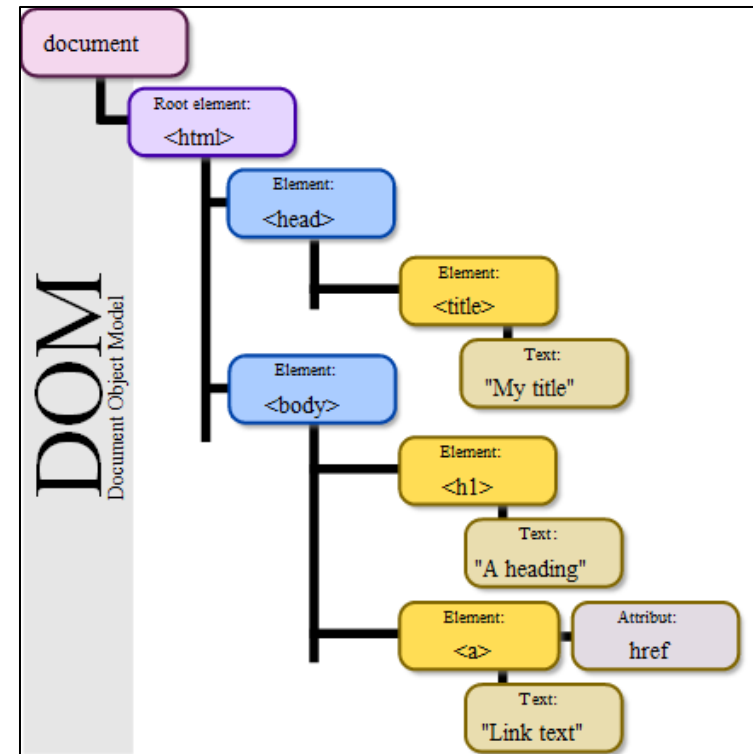 document
Root element:
<html>
Element:
<head>
Element:
<title>
Text:
"My title"
Element:
<body>
Element:
<h1>
Text:
"A heading"
Element:
<a>
Attribut:
href
Text:
"Link text"
DOM
Document Object Model